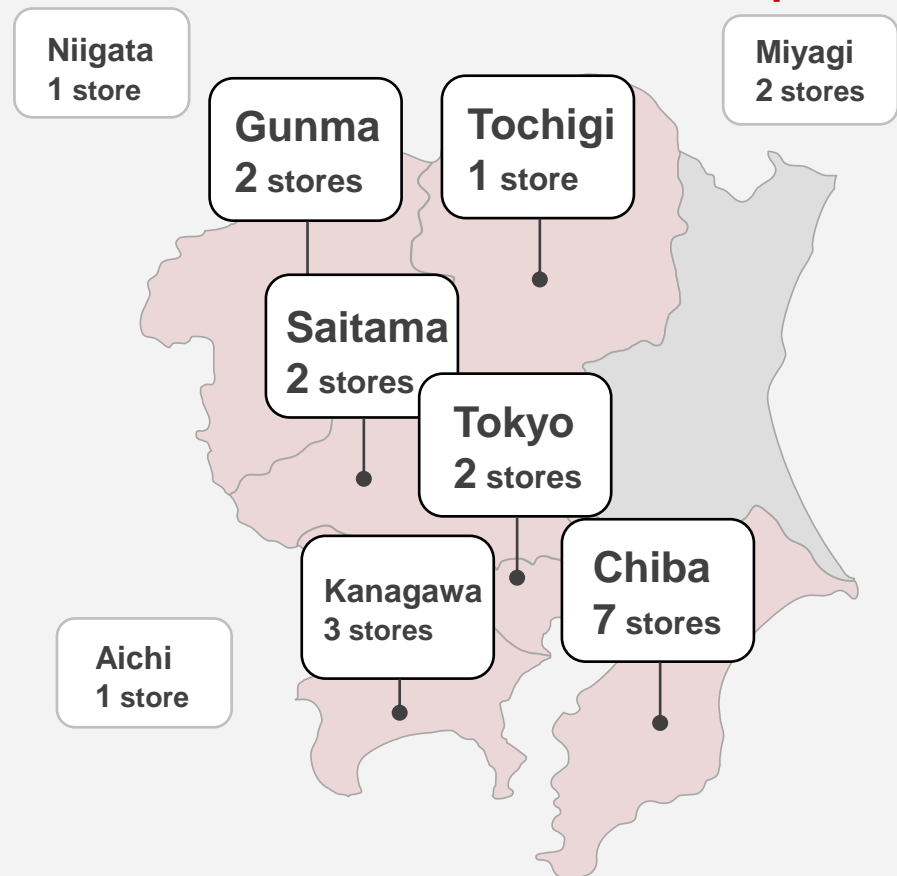 Niigata
1 store
Miyagi
2 stores
Gunma
2 stores
Tochigi
1 store
Saitama
2 stores
Tokyo
2 stores
Kanagawa
3 stores
Chiba
7 stores
Aichi
1 store